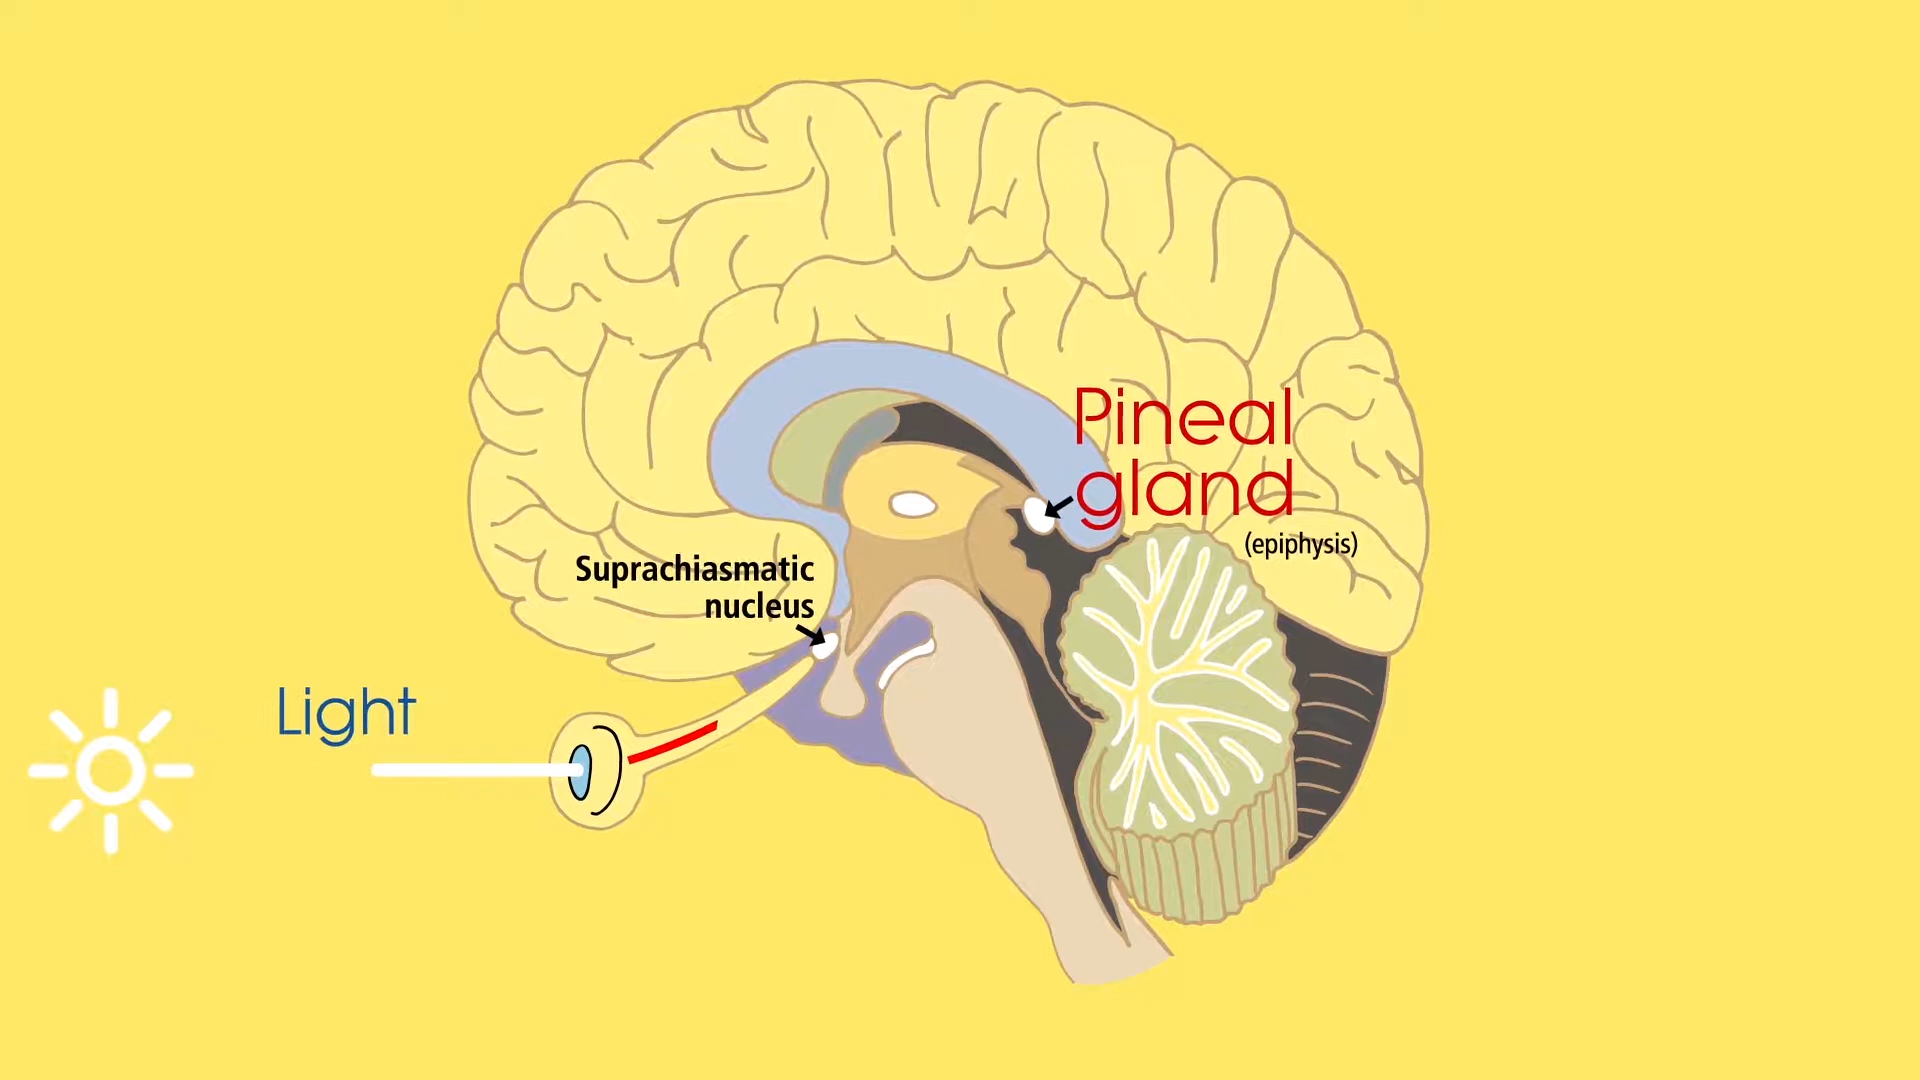 Pineal
gland
(epiphysis)
Suprachiasmatic
nucleus
Light